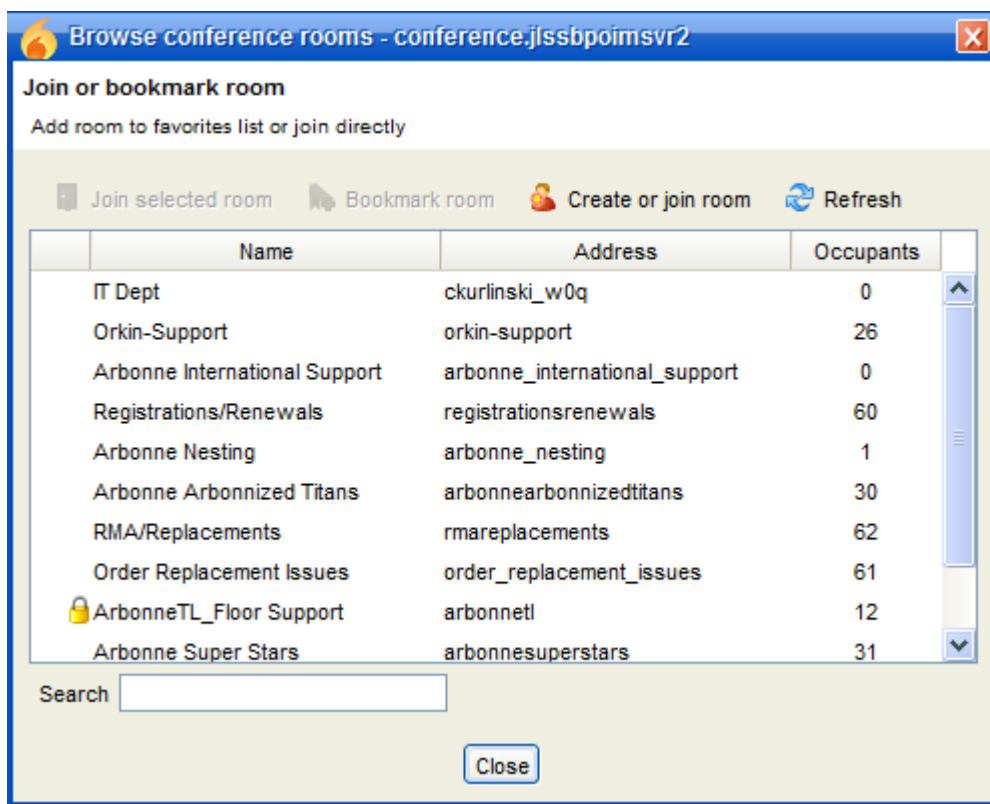 Browse conference rooms - conference.jlssbpoimsvr2
Join or bookmark room
Add room to favorites list or join directly
Join selected room Bookmark room Create or join room Refresh
Name Address Occupants
IT Dept ckurlinski_w0q 0
Orkin-Support orkin-support 26
Arbonne International Support arbonne_international_support 0
Registrations/Renewals registrationsrenewals 60
Arbonne Nesting arbonne_nesting 1
Arbonne Arbonnized Titans arbonnearbonnizedtitans 30
RMA/Replacements rmareplacements 62
Order Replacement Issues order_replacement_issues 61
ArbonneTL_Floor Support arbonnetl 12
Arbonne Super Stars arbonnesuperstars 31
Search
Close